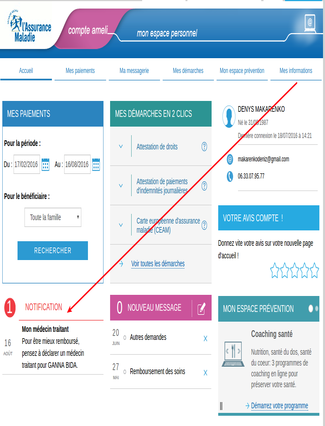 l'Assurance
Maladie
compte ameli
mon espace personnel
Accueil
Mes paiements
Ma messagerie
Mes démarches
Mon espace prévention
Mes informations
MES PAIEMENTS
Pour la période :
Du : 17/02/2016 Au : 16/08/2016
Pour le bénéficiaire :
Toute la famille
RECHERCHER
1 NOTIFICATION
16
AOÛT
Mon médecin traitant
Pour être mieux remboursé,
pensez à déclarer un médecin
traitant pour GANNA BIDA.
MES DÉMARCHES EN 2 CLICS
Attestation de droits
Attestation de paiements
d'indemnités journalières
Carte européenne d'assurance
maladie (CEAM)
Voir toutes les démarches
0 NOUVEAU MESSAGE
20
JUIN
Autres demandes
27
Remboursement des soins
DENYS MAKARENKO
Né le
Dernière connexion le 18/07/2016 à 14:21
makarenkodeniz@gmail.com
06.33.07.95.77
VOTRE AVIS COMPTE !
Donnez vite votre avis sur votre nouvelle page
d'accueil !
MON ESPACE PRÉVENTION
Coaching santé
Nutrition, santé du dos, santé
du coeur: 3 programmes de
coaching en ligne pour
préserver votre santé.
Démarrez votre programme